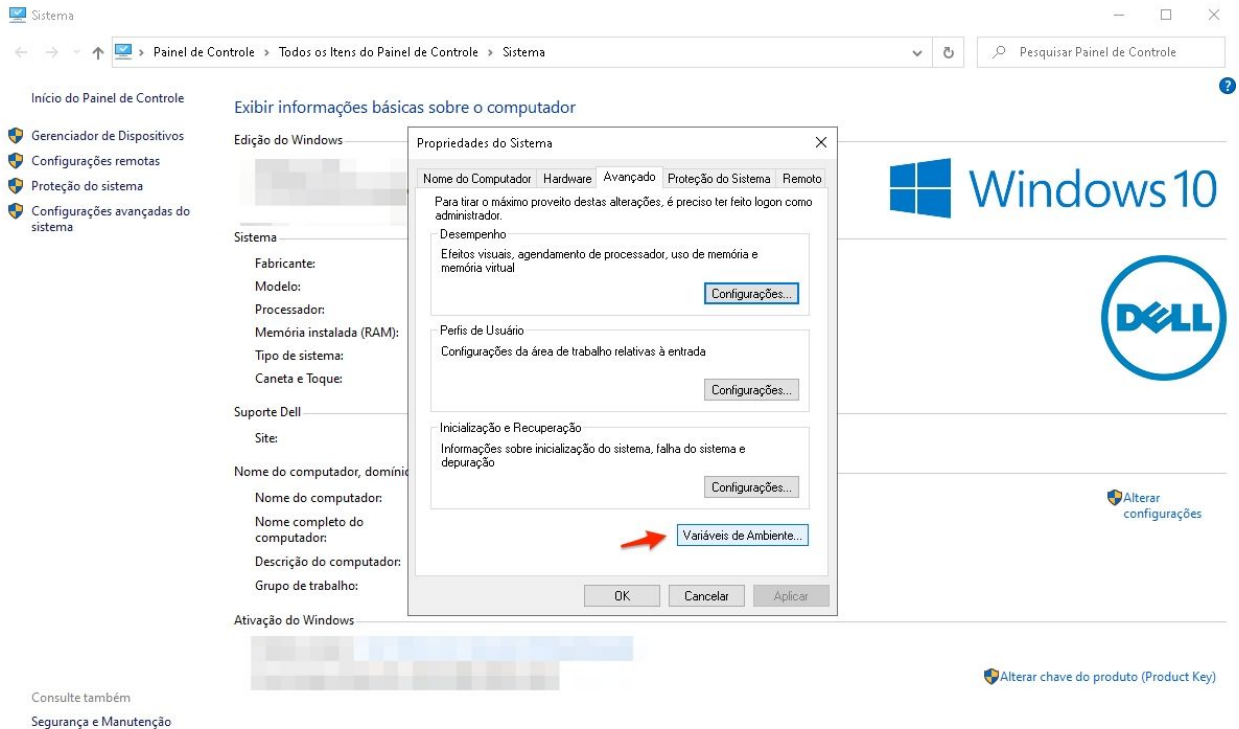 Sistema
Painel de Controle > Todos os Itens do Painel de Controle > Sistema
Pesquisar Painel de Controle
Início do Painel de Controle
Gerenciador de Dispositivos
Configurações remotas
Proteção do sistema
Configurações avançadas do
sistema
Consulte também
Segurança e Manutenção
Exibir informações básicas sobre o computador
Edição do Windows
Windows 10
Sistema
Fabricante:
Modelo:
Processador:
Memória instalada (RAM):
Tipo de sistema:
Caneta e Toque:
DELL
Suporte Dell
Site:
Nome do computador, domínio
Nome do computador:
Nome completo do
computador:
Descrição do computador:
Grupo de trabalho:
Alterar
configurações
Ativação do Windows
Alterar chave do produto (Product Key)
Propriedades do Sistema
Nome do Computador
Hardware
Avançado
Proteção do Sistema
Remoto
Para tirar o máximo proveito destas alterações, é preciso ter feito logon como
administrador.
Desempenho
Efeitos visuais, agendamento de processador, uso de memória e
memória virtual
Configurações...
Perfis de Usuário
Configurações da área de trabalho relativas à entrada
Configurações...
Inicialização e Recuperação
Informações sobre inicialização do sistema, falha do sistema e
depuração
Configurações...
Variáveis de Ambiente...
OK
Cancelar
Aplicar